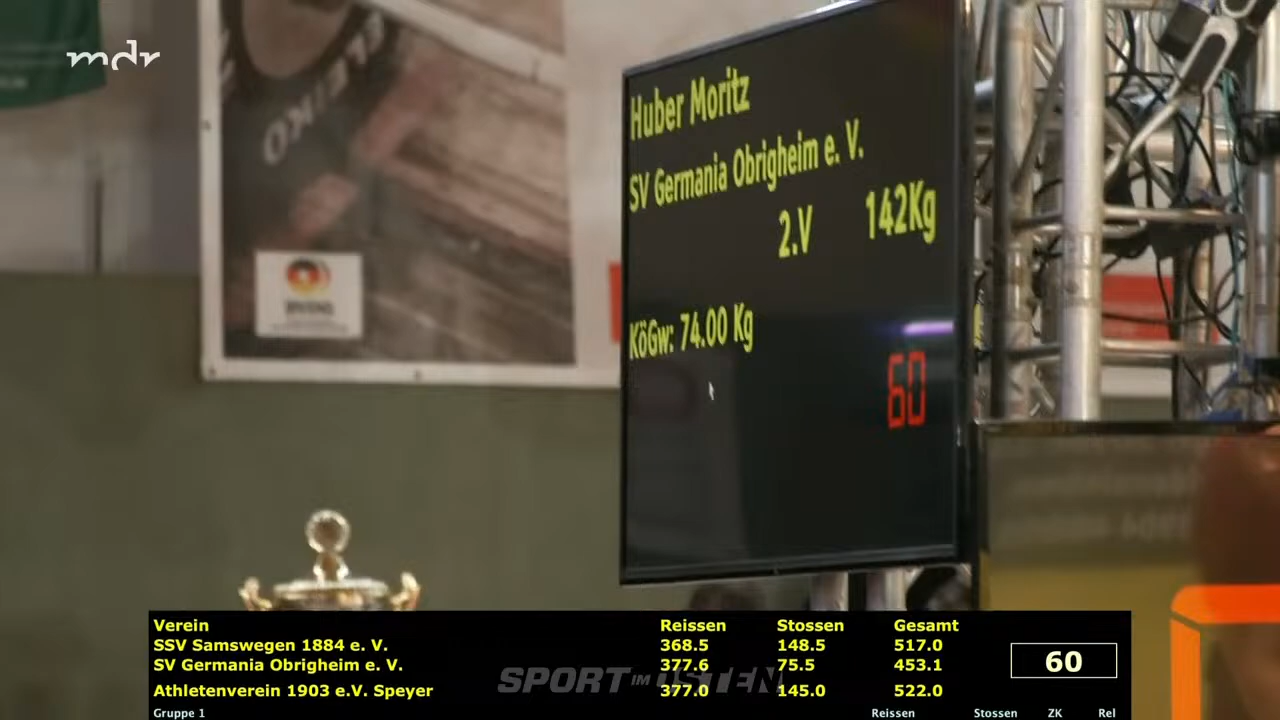 mdr
ELEIKO
Huber Moritz
SV Germania Obrigheim e. V.
2.V 142Kg
KöGw: 74.00 Kg
60
Verein Reissen Stossen Gesamt
SSV Samswegen 1884 e. V. 368.5 148.5 517.0
SV Germania Obrigheim e. V. 377.6 75.5 453.1
60
SPORT IM OSTEN
Athletenverein 1903 e.V. Speyer 377.0 145.0 522.0
Gruppe 1 Reissen Stossen ZK Rel